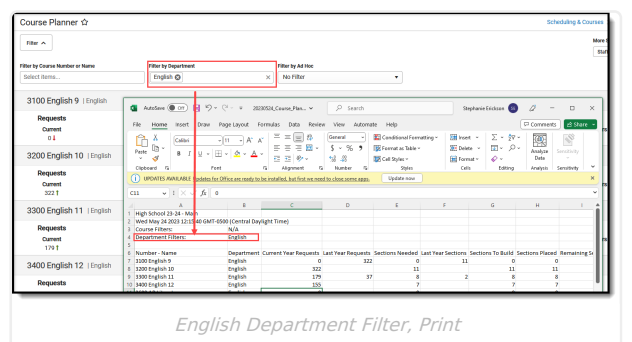 Course Planner ☆
Scheduling & Courses
Filter
More S
Staff
Filter by Course Number or Name
Filter by Department
Filter by Ad Hoc
Select Items...
English
No Filter
3100 English 9 | English
Requests
Current
0
3200 English 10 | English
Requests
Current
322
3300 English 11 | English
Requests
Current
179
3400 English 12 | English
Requests
AutoSave Off
20230524_Course_Plan...
Search
Stephanie Erickson
File Home Insert Draw Page Layout Formulas Data Review View Automate Help
Comments
Share
Paste
Calibri
11
General
Conditional Formatting
Format as Table
Cell Styles
Insert
Delete
Format
Analyze Data
Sensitivity
Clipboard
Font
Alignment
Number
Styles
Cells
Editing
Analysis
Sensitivity
UPDATES AVAILABLE Updates for Office are ready to be installed, but first we need to close some apps.
Update now
C11
fx 0
A B C D E F G H I
1 High School 23-24 - Main
2 Wed May 24 2023 12:15:40 GMT-0500 (Central Daylight Time)
3 Course Filters: N/A
4 Department Filters: English
5
6 Number - Name Department Current Year Requests Last Year Requests Sections Needed Last Year Sections Sections To Build Sections Placed Remaining Se
7 3100 English 9 English 0 322 0 11 0 0
8 3200 English 10 English 322 11 11 11
9 3300 English 11 English 179 37 8 2 8 8
10 3400 English 12 English 155 7 7 7
English Department Filter, Print